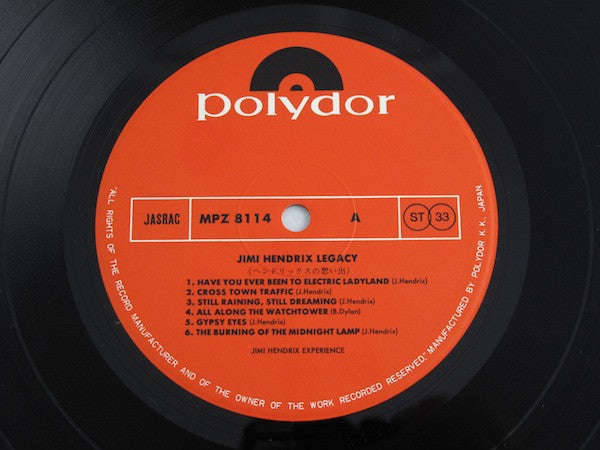 polydor
JASRAC MPZ 8114 A ST 33
JIMI HENDRIX LEGACY
(ヘンドリックスの想い出)
1. HAVE YOU EVER BEEN TO ELECTRIC LADYLAND (J.Hendrix)
2. CROSS TOWN TRAFFIC (J.Hendrix)
3. STILL RAINING, STILL DREAMING (J.Hendrix)
4. ALL ALONG THE WATCHTOWER (B.Dylon)
5. GYPSY EYES (J.Hendrix)
6. THE BURNING OF THE MIDNIGHT LAMP (J.Hendrix)
JIMI HENDRIX EXPERIENCE
"ALL RIGHTS OF THE RECORD MANUFACTURER AND OF THE OWNER OF THE WORK RECORDED RESERVED" MANUFACTURED BY POLYDOR K.K., JAPAN